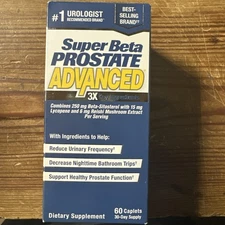 #1 UROLOGIST
RECOMMENDED BRAND*
BEST-
SELLING
BRAND**
Super Beta
PROSTATE
ADVANCED
3X
Combines 250 mg Beta-Sitosterol with 15 mg
Lycopene and 6 mg Reishi Mushroom Extract
Per Serving
With Ingredients to Help:
Reduce Urinary Frequency†
Decrease Nighttime Bathroom Trips†
Support Healthy Prostate Function†
Dietary Supplement
60 Caplets
30-Day Supply